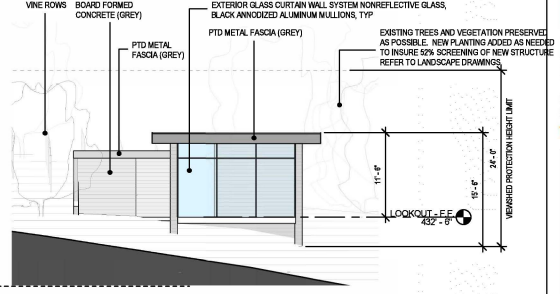 VINE ROWS
BOARD FORMED
CONCRETE (GREY)
EXTERIOR GLASS CURTAIN WALL SYSTEM NONREFLECTIVE GLASS,
BLACK ANNODIZED ALUMINUM MULLIONS, TYP
PTD METAL
FASCIA (GREY)
PTD METAL FASCIA (GREY)
EXISTING TREES AND VEGETATION PRESERVED
AS POSSIBLE. NEW PLANTING ADDED AS NEEDED
TO INSURE 52% SCREENING OF NEW STRUCTURE
REFER TO LANDSCAPE DRAWINGS
11'- 6"
15'- 6"
24'- 0"
VIEWSHED PROTECTION HEIGHT LIMIT
LOOKOUT - F.F.
432' - 6"